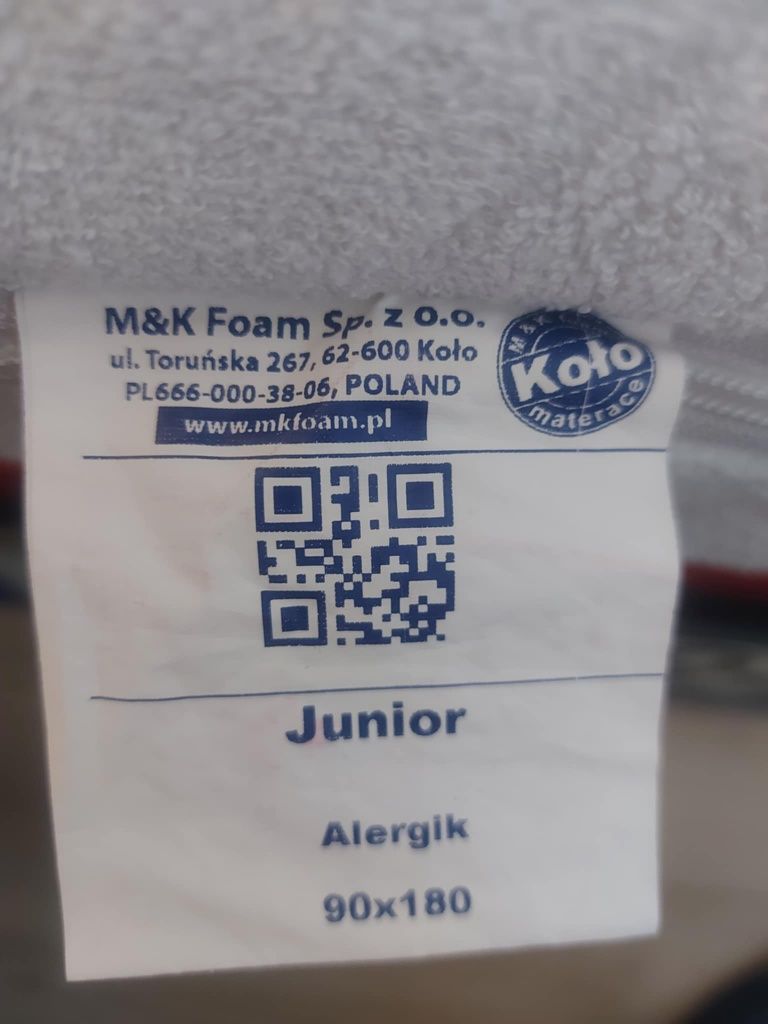 M&K Foam Sp. z o.o.
ul. Toruńska 267, 62-600 Koło
PL666-000-38-06, POLAND
www.mkfoam.pl
M&K
Koło
materace
Junior
Alergik
90x180